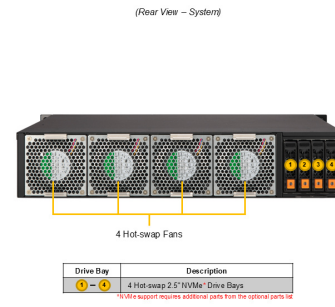 (Rear View – System)
1 2 3 4
4 Hot-swap Fans
Drive Bay Description
1 – 4 4 Hot-swap 2.5" NVMe* Drive Bays
*NVMe support requires additional parts from the optional parts list